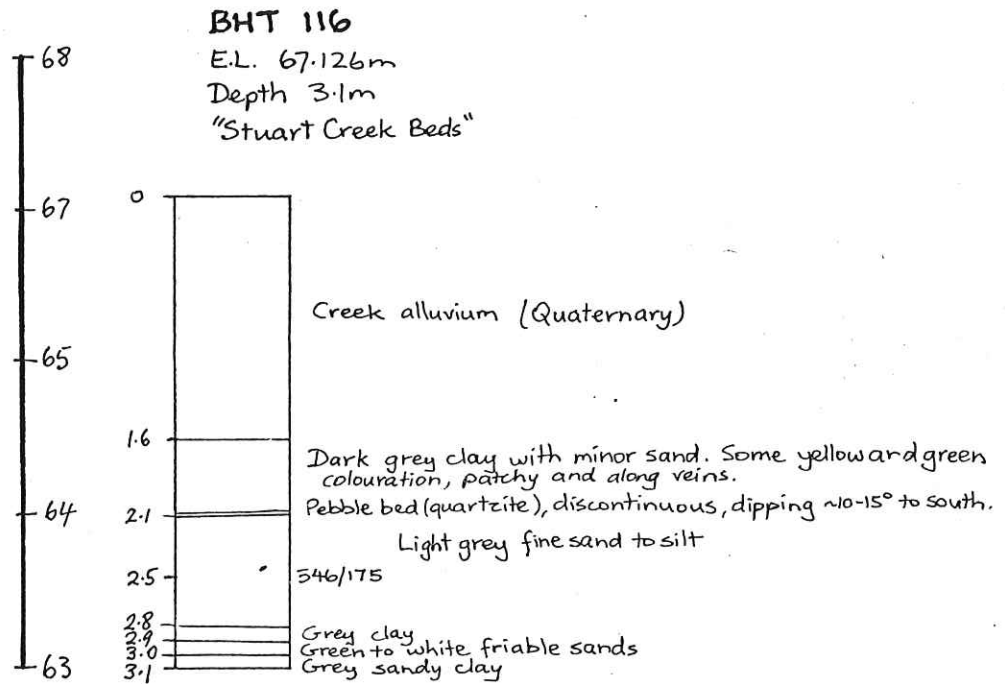 BHT 116
E.L. 67.126m
Depth 3.1m
"Stuart Creek Beds"
68
67
65
64
63
0
1.6
2.1
2.5
2.8
2.9
3.0
3.1
Creek alluvium (Quaternary)
Dark grey clay with minor sand. Some yellow and green
colouration, patchy and along veins.
Pebble bed (quartzite), discontinuous, dipping ~10-15° to south.
Light grey fine sand to silt
546/175
Grey clay
Green to white friable sands
Grey sandy clay